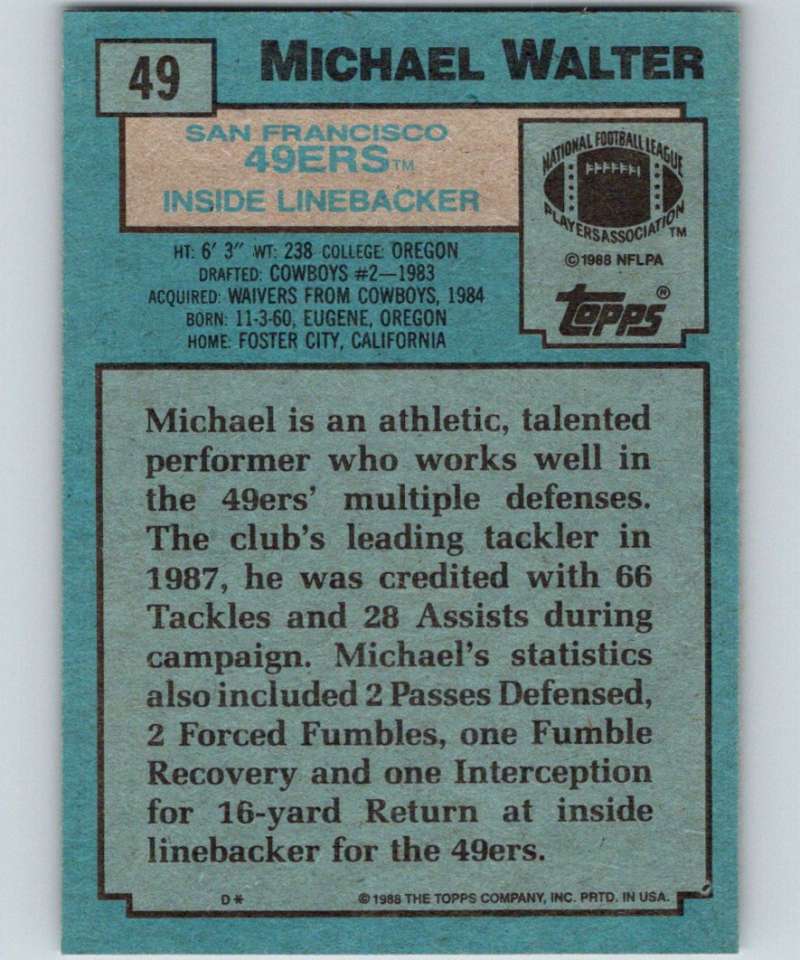 49
MICHAEL WALTER
SAN FRANCISCO
49ERS™
INSIDE LINEBACKER
NATIONAL FOOTBALL LEAGUE
PLAYERS ASSOCIATION™
©1988 NFLPA
topps®
HT: 6' 3" WT: 238 COLLEGE: OREGON
DRAFTED: COWBOYS #2—1983
ACQUIRED: WAIVERS FROM COWBOYS, 1984
BORN: 11-3-60, EUGENE, OREGON
HOME: FOSTER CITY, CALIFORNIA
Michael is an athletic, talented
performer who works well in
the 49ers' multiple defenses.
The club's leading tackler in
1987, he was credited with 66
Tackles and 28 Assists during
campaign. Michael's statistics
also included 2 Passes Defensed,
2 Forced Fumbles, one Fumble
Recovery and one Interception
for 16-yard Return at inside
linebacker for the 49ers.
D*
©1988 THE TOPPS COMPANY, INC. PRTD. IN USA.